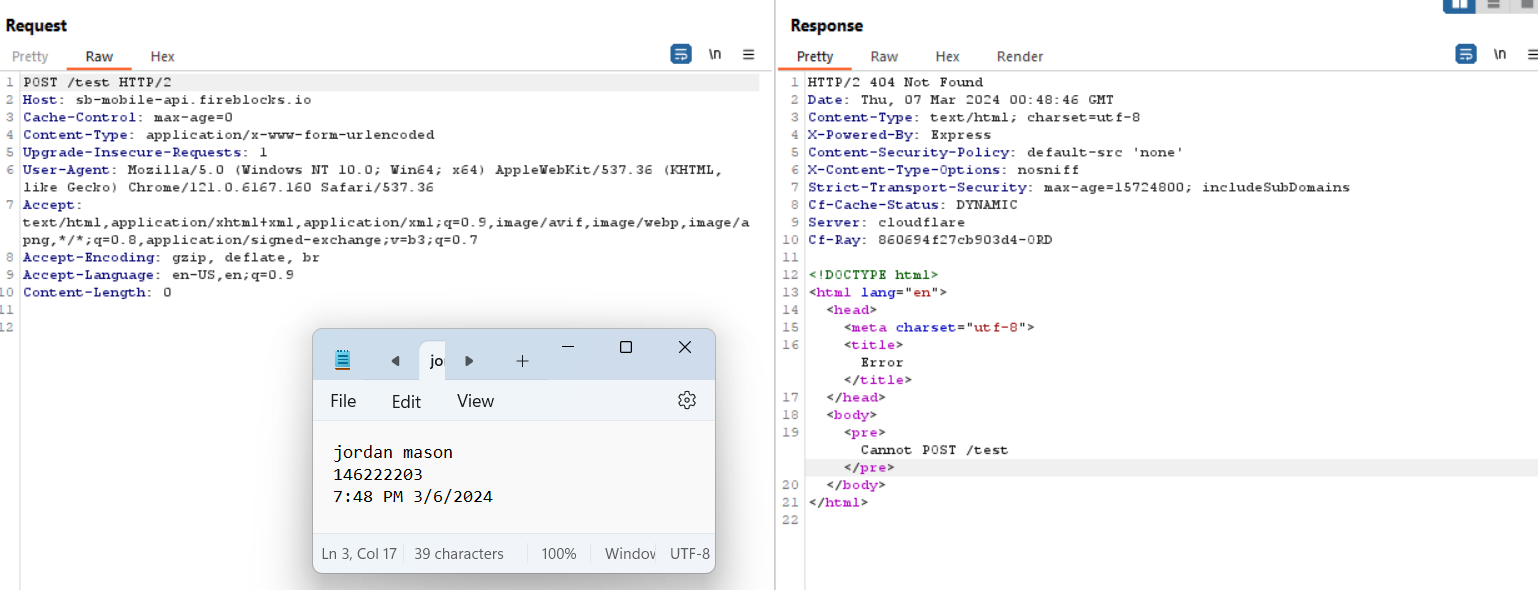 Request
Pretty Raw Hex \n
1 POST /test HTTP/2
2 Host: sb-mobile-api.fireblocks.io
3 Cache-Control: max-age=0
4 Content-Type: application/x-www-form-urlencoded
5 Upgrade-Insecure-Requests: 1
6 User-Agent: Mozilla/5.0 (Windows NT 10.0; Win64; x64) AppleWebKit/537.36 (KHTML,
like Gecko) Chrome/121.0.6167.160 Safari/537.36
7 Accept:
text/html,application/xhtml+xml,application/xml;q=0.9,image/avif,image/webp,image/a
png,*/*;q=0.8,application/signed-exchange;v=b3;q=0.7
8 Accept-Encoding: gzip, deflate, br
9 Accept-Language: en-US,en;q=0.9
10 Content-Length: 0
11
12
jo
File Edit View
jordan mason
146222203
7:48 PM 3/6/2024
Ln 3, Col 17 39 characters 100% Window UTF-8
Response
Pretty Raw Hex Render \n
1 HTTP/2 404 Not Found
2 Date: Thu, 07 Mar 2024 00:48:46 GMT
3 Content-Type: text/html; charset=utf-8
4 X-Powered-By: Express
5 Content-Security-Policy: default-src 'none'
6 X-Content-Type-Options: nosniff
7 Strict-Transport-Security: max-age=15724800; includeSubDomains
8 Cf-Cache-Status: DYNAMIC
9 Server: cloudflare
10 Cf-Ray: 860694f27cb903d4-ORD
11
12 <!DOCTYPE html>
13 <html lang="en">
14 <head>
15 <meta charset="utf-8">
16 <title>
Error
</title>
17 </head>
18 <body>
19 <pre>
Cannot POST /test
</pre>
20 </body>
21 </html>
22